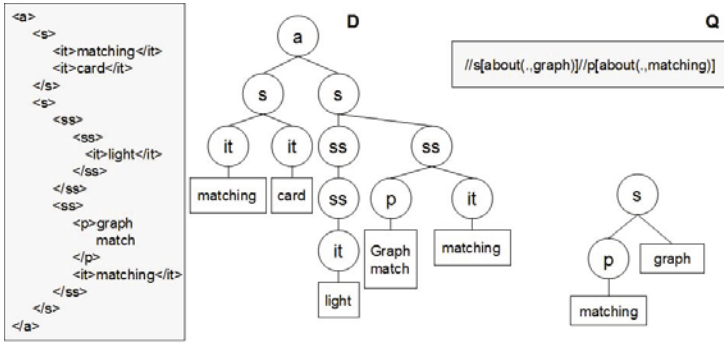 <a>
<s>
<it>matching</it>
<it>card</it>
</s>
<s>
<ss>
<ss>
<it>light</it>
</ss>
</ss>
<ss>
<p>graph
match
</p>
<it>matching</it>
</ss>
</s>
</a>
D
a
s s
it it ss ss
matching card ss p it
it Graph
match matching
light
Q
//s[about(.,graph)]//p[about(.,matching)]
s
p graph
matching